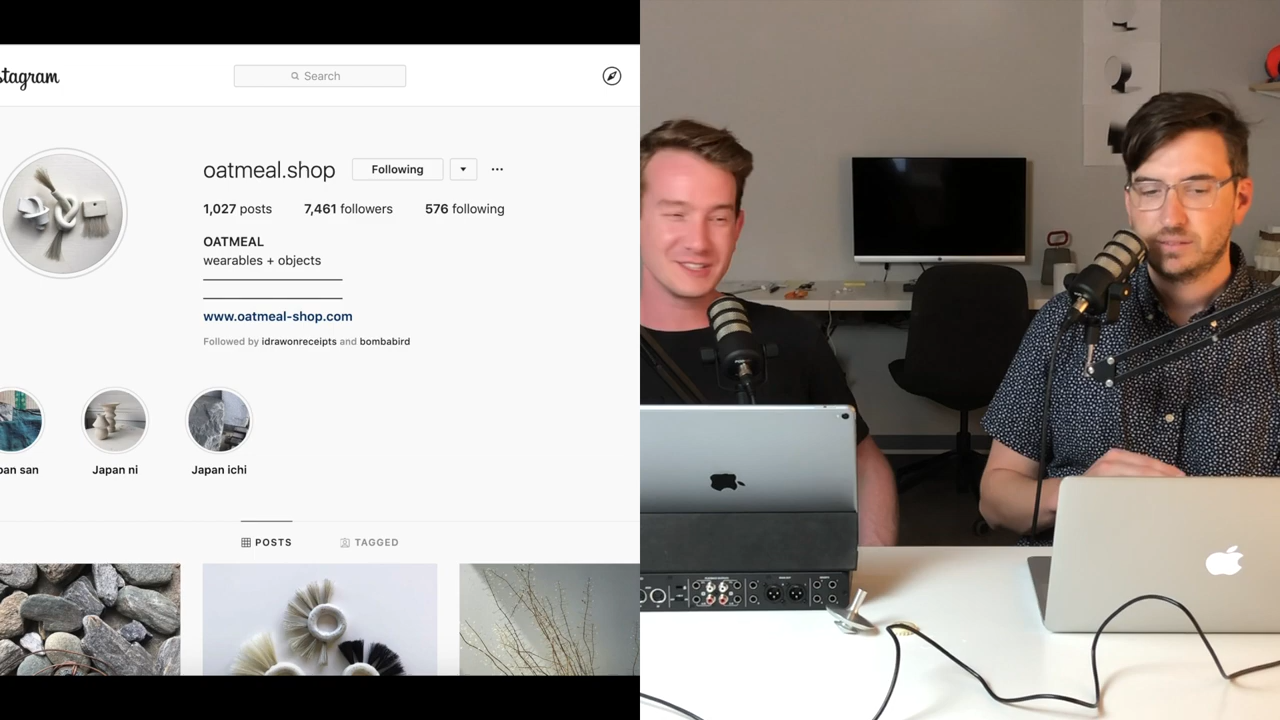 stagram
Search
oatmeal.shop Following
1,027 posts 7,461 followers 576 following
OATMEAL
wearables + objects
www.oatmeal-shop.com
Followed by idrawonreceipts and bombabird
pan san Japan ni Japan ichi
POSTS TAGGED